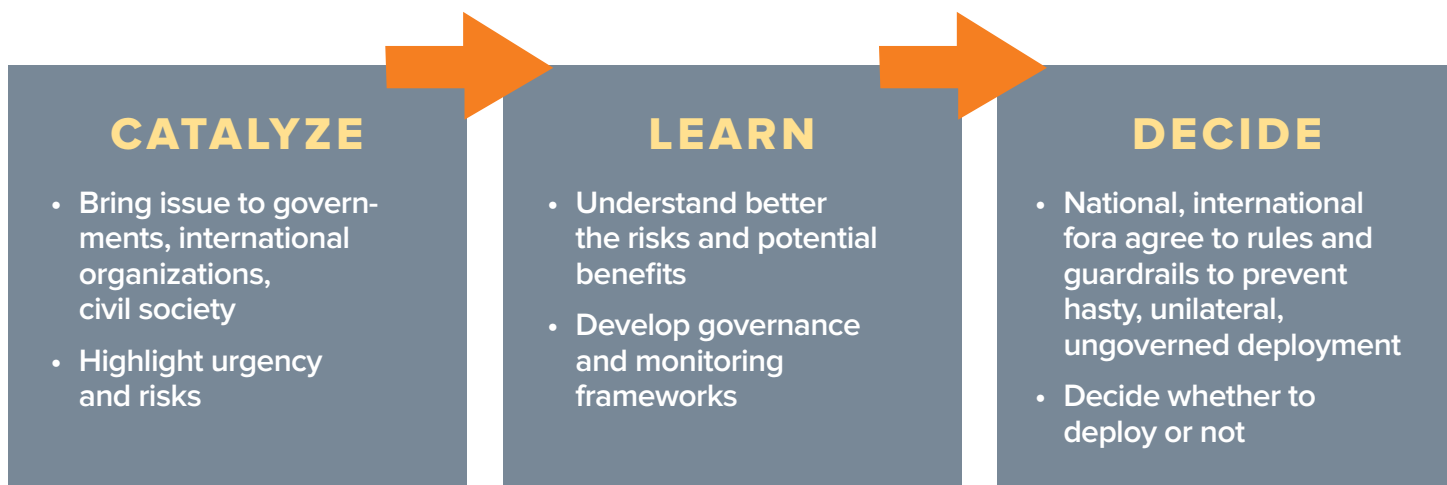 CATALYZE
• Bring issue to govern-
ments, international
organizations,
civil society
• Highlight urgency
and risks
LEARN
• Understand better
the risks and potential
benefits
• Develop governance
and monitoring
frameworks
DECIDE
• National, international
fora agree to rules and
guardrails to prevent
hasty, unilateral,
ungoverned deployment
• Decide whether to
deploy or not